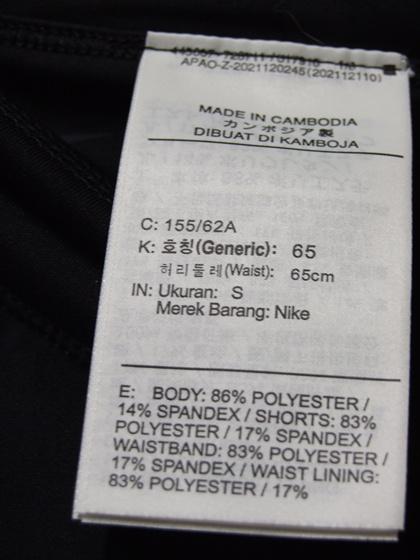 APAO-Z-2021120245(202112110)
MADE IN CAMBODIA
カンボジア製
DIBUAT DI KAMBOJA
C: 155/62A
K: 호칭(Generic): 65
허리둘레(Waist): 65cm
IN: Ukuran: S
Merek Barang: Nike
E: BODY: 86% POLYESTER /
14% SPANDEX / SHORTS: 83%
POLYESTER / 17% SPANDEX /
WAISTBAND: 83% POLYESTER /
17% SPANDEX / WAIST LINING:
83% POLYESTER / 17%